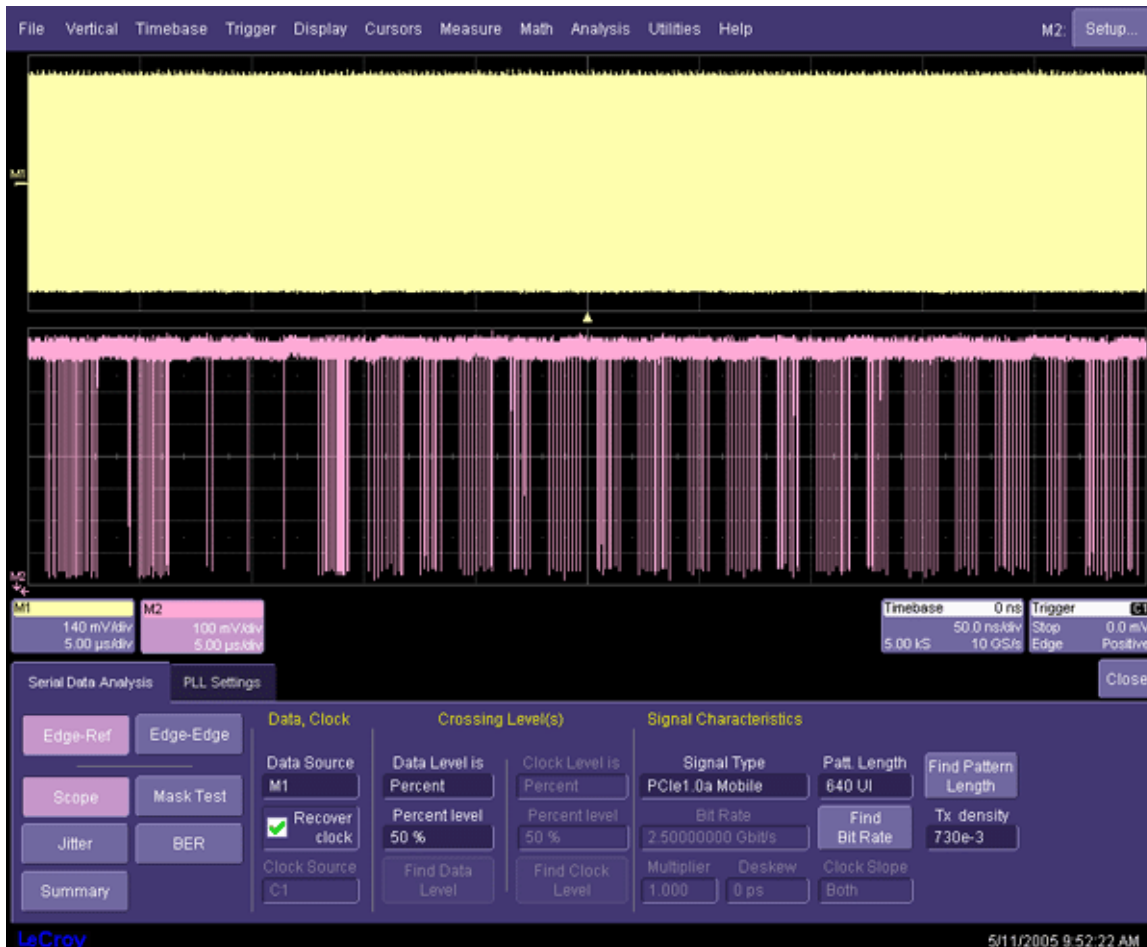 File Vertical Timebase Trigger Display Cursors Measure Math Analysis Utilities Help M2: Setup...
M1
M2
M1 M2 Timebase 0 ns Trigger C1
140 mV/div 100 mV/div 50.0 ns/div Stop 0.0 mV
5.00 µs/div 5.00 µs/div 5.00 kS 10 GS/s Edge Positive
Serial Data Analysis PLL Settings Close
Data, Clock Crossing Level(s) Signal Characteristics
Edge-Ref Edge-Edge
Data Source Data Level is Clock Level is Signal Type Patt. Length Find Pattern Length
M1 Percent Percent PCIe1.0a Mobile 640 UI
Scope Mask Test
Recover clock Percent level Percent level Bit Rate Find Bit Rate Tx density
50 % 50 % 2.50000000 Gbit/s 730e-3
Jitter BER
Clock Source Find Data Level Find Clock Level Multiplier Deskew Clock Slope
Summary C1 1.000 0 ps Both
LeCroy 5/11/2005 9:52:22 AM